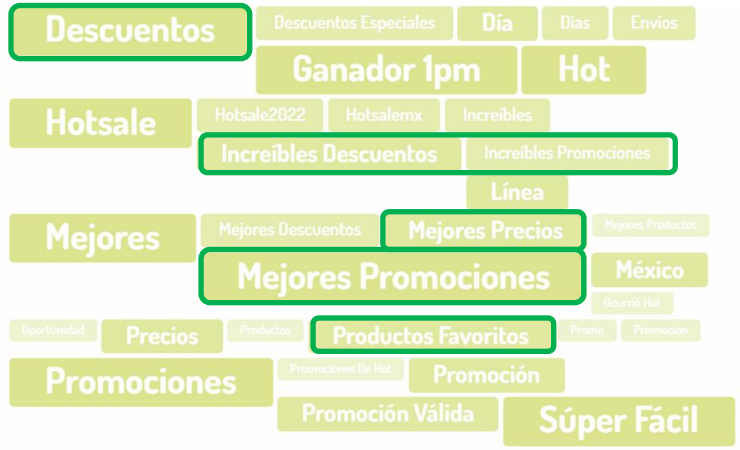 Descuentos
Descuentos Especiales
Día
Días
Envíos
Ganador 1pm
Hot
Hotsale
Hotsale2022
Hotsalemx
Increíbles
Increíbles Descuentos
Increíbles Promociones
Línea
Mejores
Mejores Descuentos
Mejores Precios
Mejores Productos
Mejores Promociones
México
Ocurrió Hot
Oportunidad
Precios
Productos
Productos Favoritos
Promo
Promocion
Promociones
Promociones De Hot
Promoción
Promoción Válida
Súper Fácil